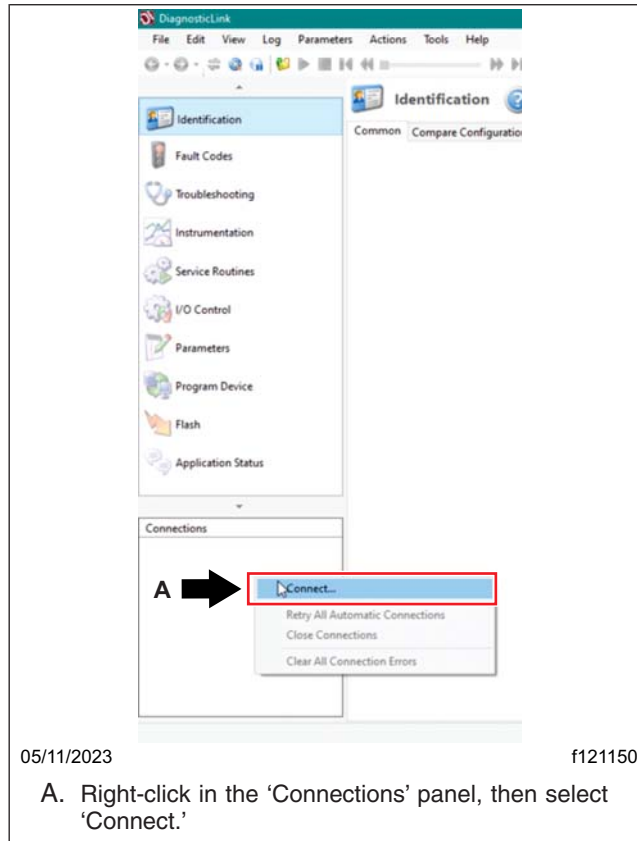 DiagnosticLink
File Edit View Log Parameters Actions Tools Help
Identification
Fault Codes
Troubleshooting
Instrumentation
Service Routines
I/O Control
Parameters
Program Device
Flash
Application Status
Identification
Common Compare Configuratio
Connections
A
Connect...
Retry All Automatic Connections
Close Connections
Clear All Connection Errors
05/11/2023 f121150
A. Right-click in the ‘Connections’ panel, then select
‘Connect.’